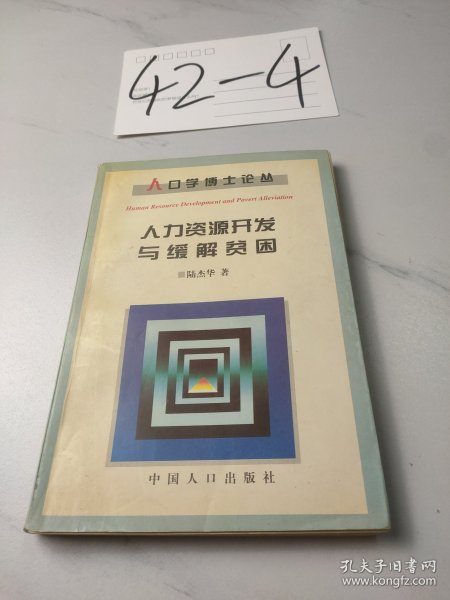 42-4
人口学博士论丛
Human Resource Development and Povert Alleviation
人力资源开发
与缓解贫困
陆杰华 著
中国人口出版社
孔夫子旧书网
www.kongfz.com